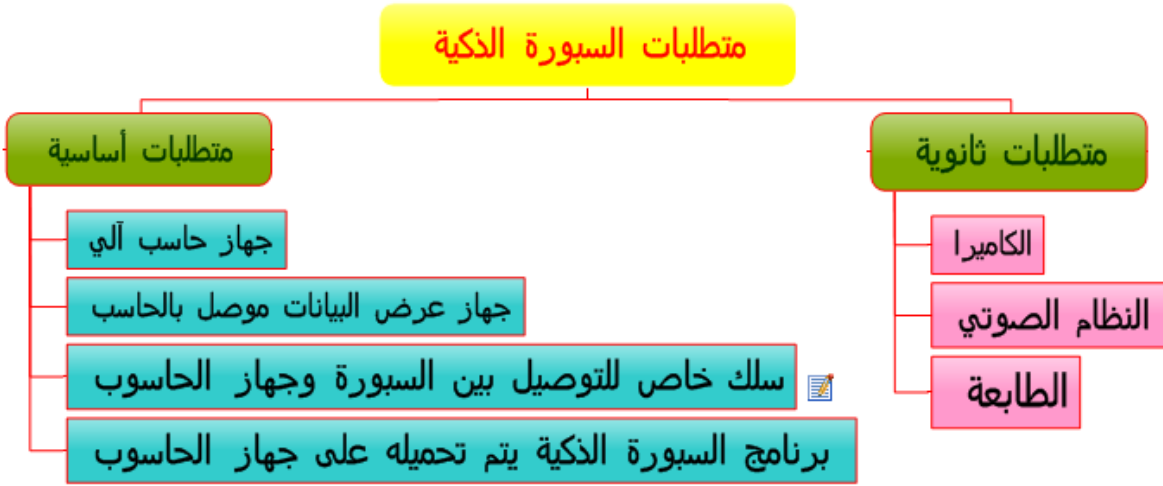 متطلبات السبورة الذكية
متطلبات ثانوية
الكاميرا
النظام الصوتي
الطابعة
متطلبات أساسية
جهاز حاسب آلي
جهاز عرض البيانات موصل بالحاسب
سلك خاص للتوصيل بين السبورة وجهاز الحاسوب
برنامج السبورة الذكية يتم تحميله على جهاز الحاسوب